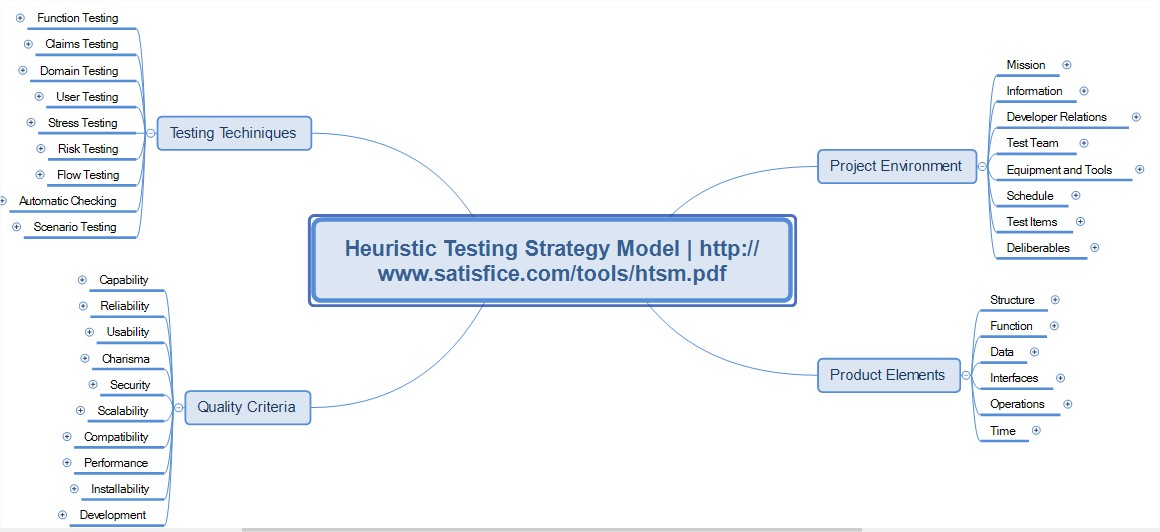 Heuristic Testing Strategy Model | http://
www.satisfice.com/tools/htsm.pdf
Testing Techiniques
Function Testing
Claims Testing
Domain Testing
User Testing
Stress Testing
Risk Testing
Flow Testing
Automatic Checking
Scenario Testing
Quality Criteria
Capability
Reliability
Usability
Charisma
Security
Scalability
Compatibility
Performance
Installability
Development
Project Environment
Mission
Information
Developer Relations
Test Team
Equipment and Tools
Schedule
Test Items
Deliberables
Product Elements
Structure
Function
Data
Interfaces
Operations
Time